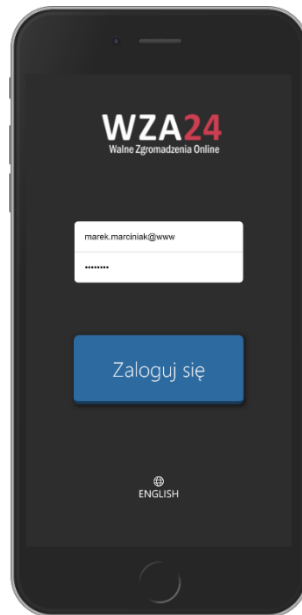 WZA24
Walne Zgromadzenia Online
marek.marciniak@www
••••••••
Zaloguj się
ENGLISH